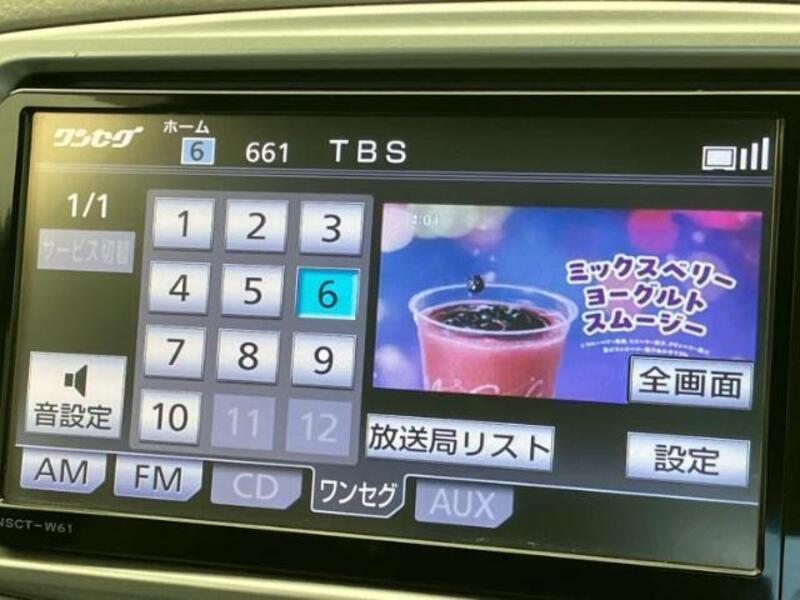 ワンセグ ホーム
6 661 TBS
1/1
サービス切替
1 2 3
4 5 6
7 8 9
10 11 12
4:01
ミックスベリー
ヨーグルト
スムージー
全画面
音設定
放送局リスト
設定
AM FM CD ワンセグ AUX
NSCT-W61